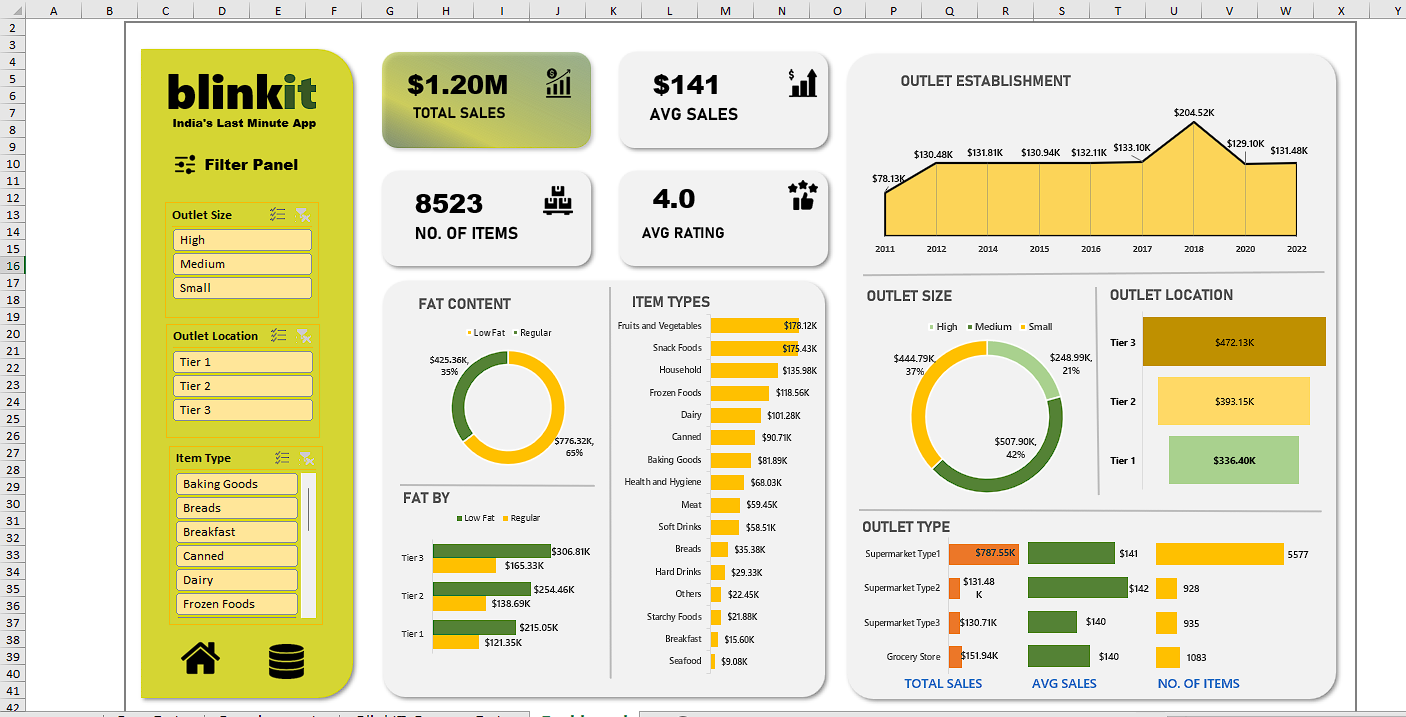 A B C D E F G H I J K L M N O P Q R S T U V W X Y
2
3
4
5
6
7
8
9
10
11
12
13
14
15
16
17
18
19
20
21
22
23
24
25
26
27
28
29
30
31
32
33
34
35
36
37
38
39
40
41
42
blinkit
India's Last Minute App
Filter Panel
Outlet Size
High
Medium
Small
Outlet Location
Tier 1
Tier 2
Tier 3
Item Type
Baking Goods
Breads
Breakfast
Canned
Dairy
Frozen Foods
$1.20M
TOTAL SALES
$141
AVG SALES
8523
NO. OF ITEMS
4.0
AVG RATING
FAT CONTENT
Low Fat Regular
$425.36K,
35%
$776.32K,
65%
FAT BY
Low Fat Regular
Tier 3 $306.81K
$165.33K
Tier 2 $254.46K
$138.69K
Tier 1 $215.05K
$121.35K
ITEM TYPES
Fruits and Vegetables $178.12K
Snack Foods $175.43K
Household $135.98K
Frozen Foods $118.56K
Dairy $101.28K
Canned $90.71K
Baking Goods $81.89K
Health and Hygiene $68.03K
Meat $59.45K
Soft Drinks $58.51K
Breads $35.38K
Hard Drinks $29.33K
Others $22.45K
Starchy Foods $21.88K
Breakfast $15.60K
Seafood $9.08K
OUTLET ESTABLISHMENT
$78.13K $130.48K $131.81K $130.94K $132.11K $133.10K $204.52K $129.10K $131.48K
2011 2012 2014 2015 2016 2017 2018 2020 2022
OUTLET SIZE
High Medium Small
$444.79K,
37%
$248.99K,
21%
$507.90K,
42%
OUTLET LOCATION
Tier 3 $472.13K
Tier 2 $393.15K
Tier 1 $336.40K
OUTLET TYPE
Supermarket Type1 $787.55K $141 5577
Supermarket Type2 $131.48
K $142 928
Supermarket Type3 $130.71K $140 935
Grocery Store $151.94K $140 1083
TOTAL SALES AVG SALES NO. OF ITEMS